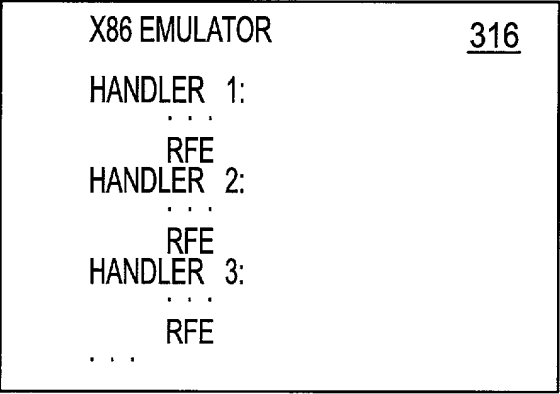 X86 EMULATOR 316
HANDLER 1:
. . .
RFE
HANDLER 2:
. . .
RFE
HANDLER 3:
. . .
RFE
. . .